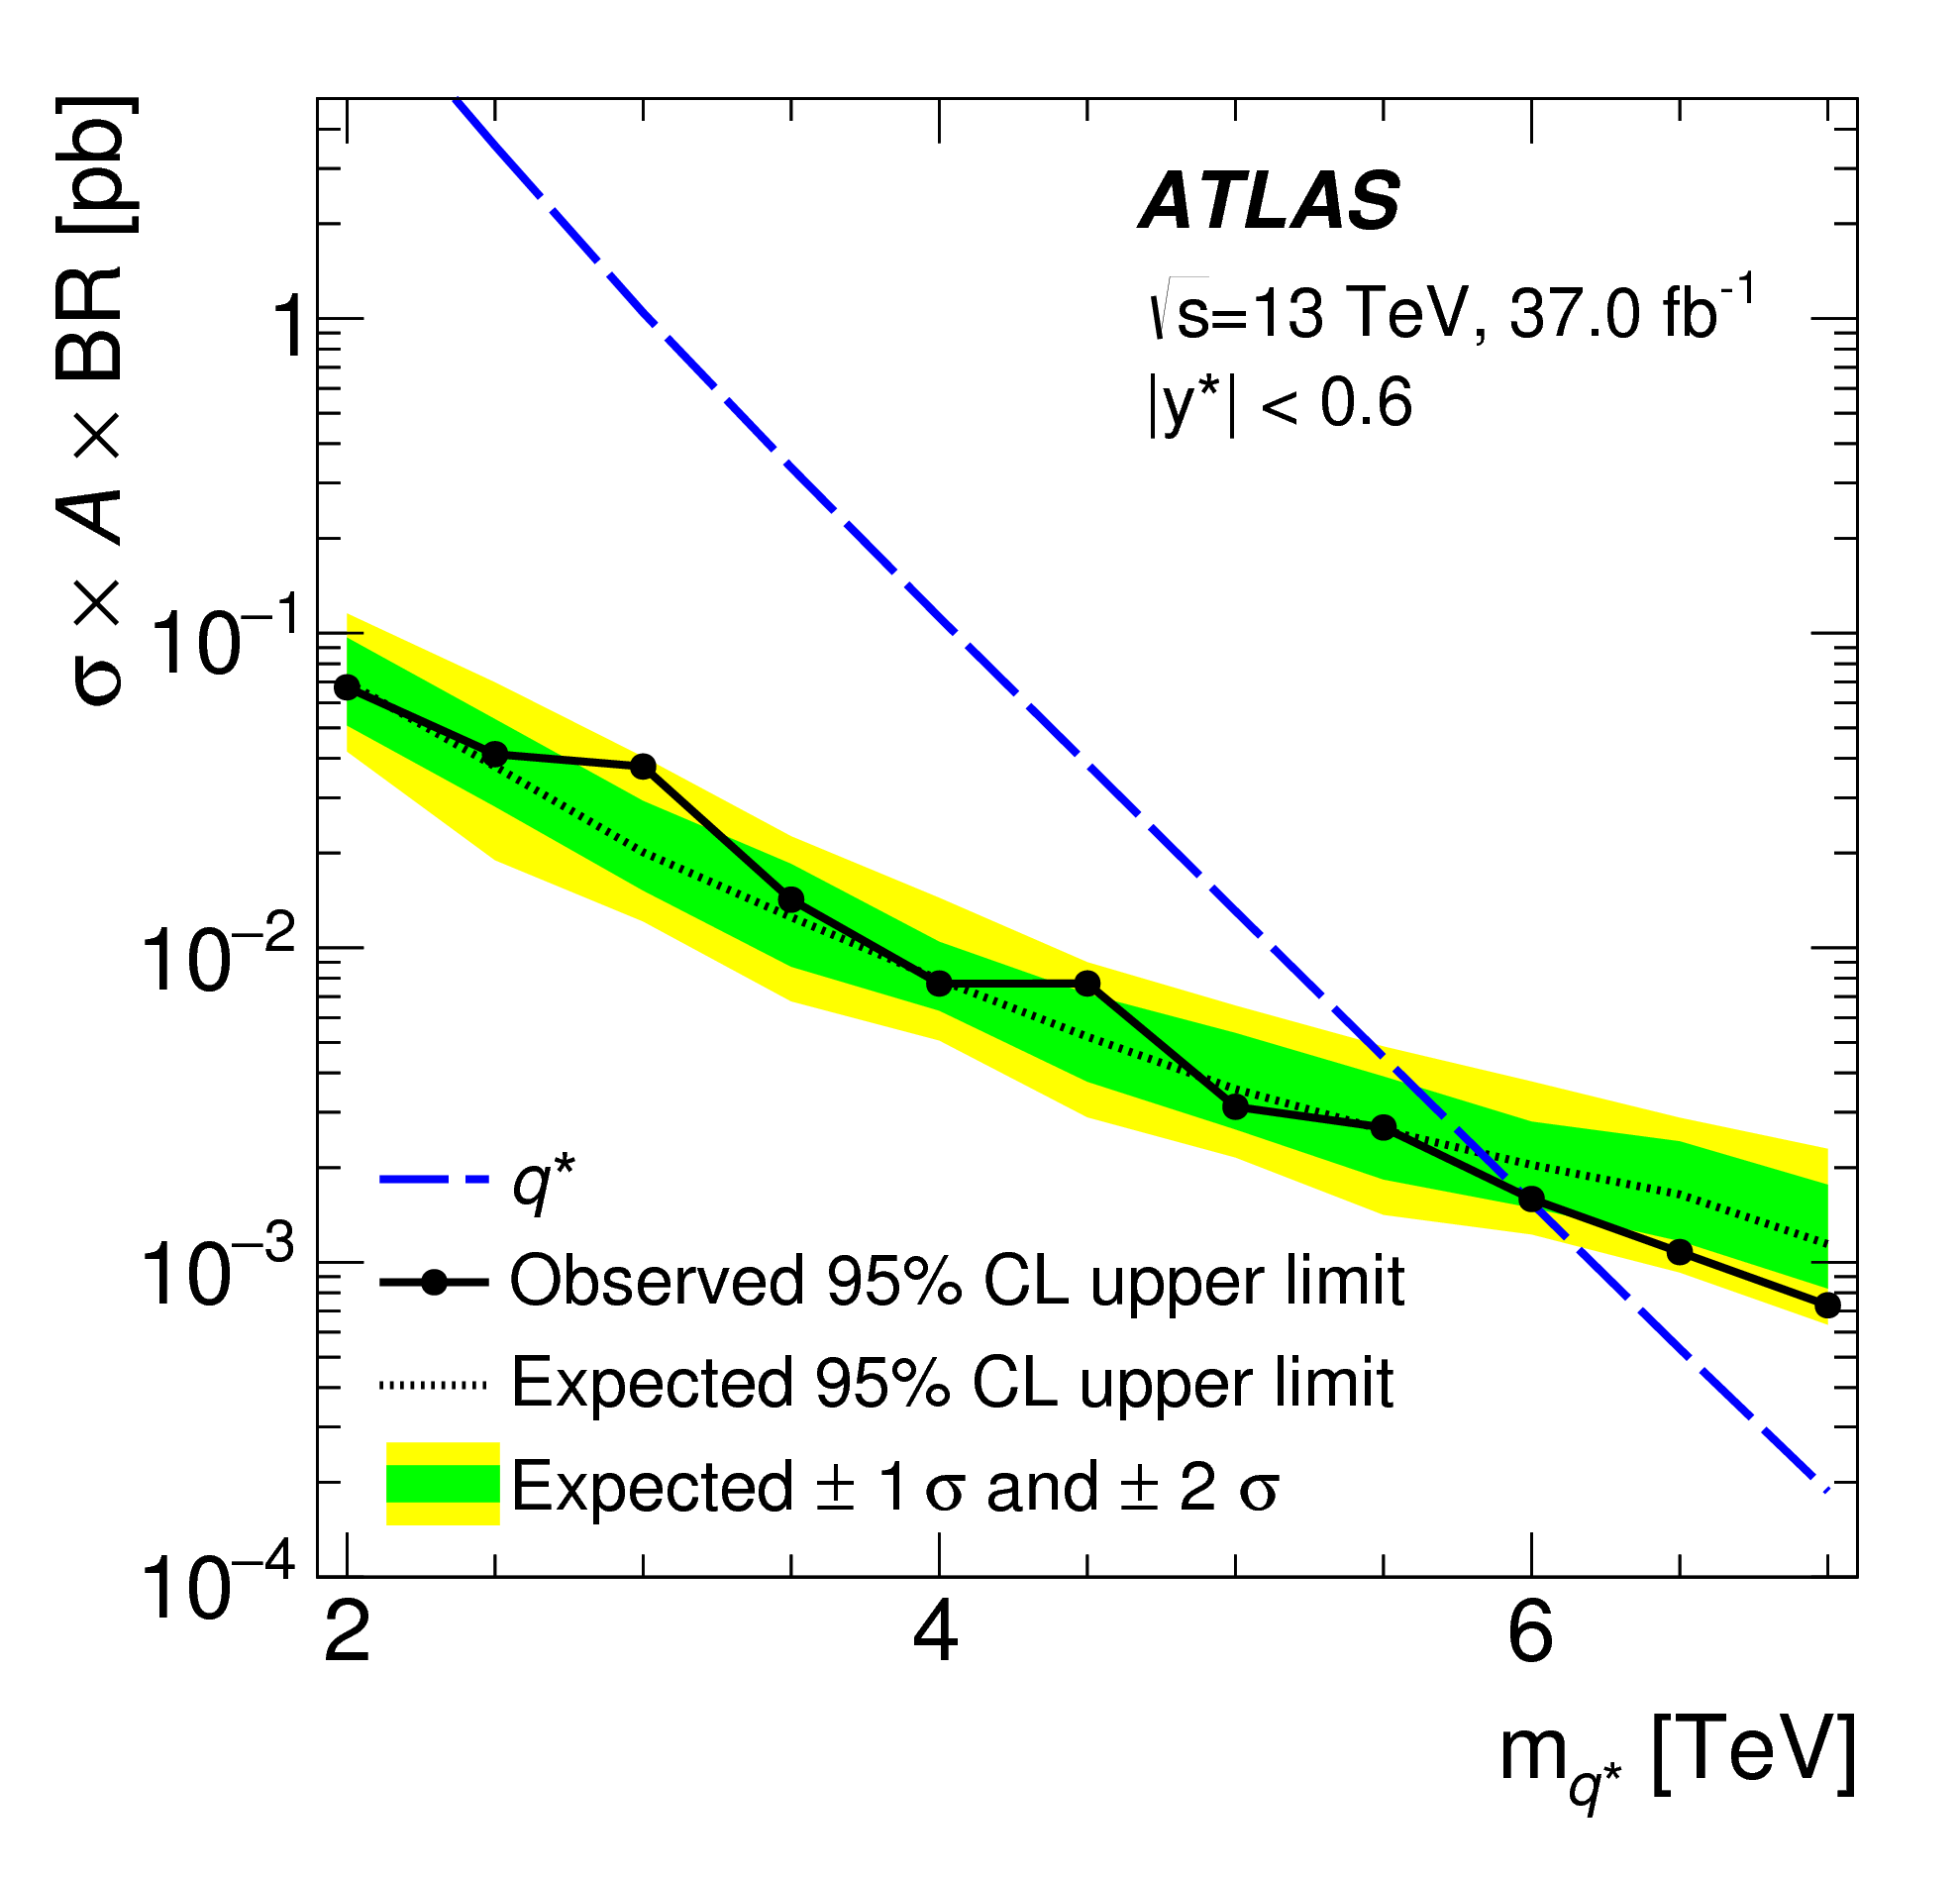 σ × A × BR [pb]
ATLAS
√s=13 TeV, 37.0 fb⁻¹
|y*| < 0.6
1
10⁻¹
10⁻²
10⁻³
10⁻⁴
q*
Observed 95% CL upper limit
Expected 95% CL upper limit
Expected ± 1 σ and ± 2 σ
2 4 6
m_q* [TeV]